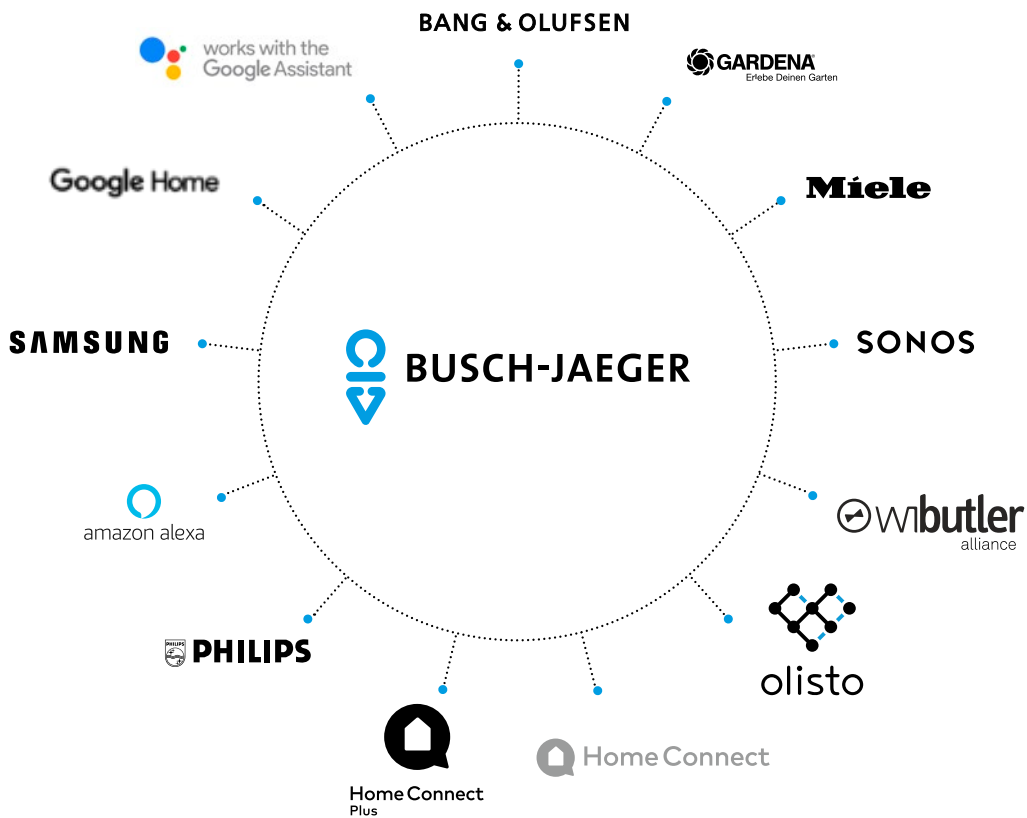 BANG & OLUFSEN
works with the
Google Assistant
GARDENA
Erlebe Deinen Garten
Google Home
Miele
SAMSUNG
SONOS
BUSCH-JAEGER
amazon alexa
wibutler
alliance
PHILIPS
PHILIPS
olisto
Home Connect
Plus
Home Connect